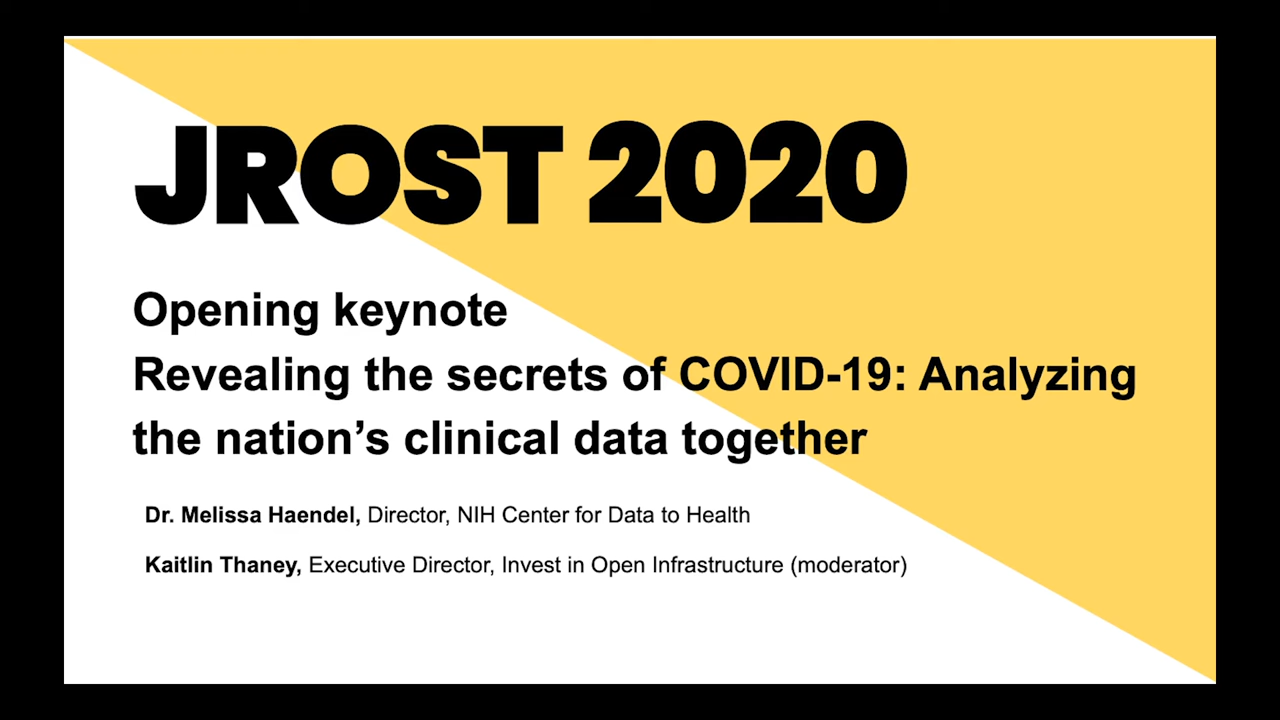 JROST 2020
Opening keynote
Revealing the secrets of COVID-19: Analyzing
the nation’s clinical data together
Dr. Melissa Haendel, Director, NIH Center for Data to Health
Kaitlin Thaney, Executive Director, Invest in Open Infrastructure (moderator)